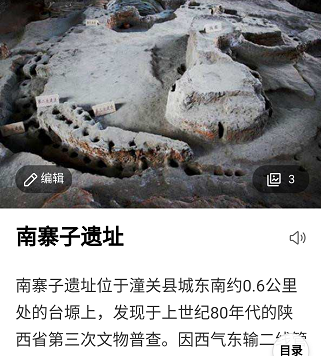 编辑
3
南寨子遗址
南寨子遗址位于潼关县城东南约0.6公里
处的台塬上，发现于上世纪80年代的陕
西省第三次文物普查。因西气东输二线
目录